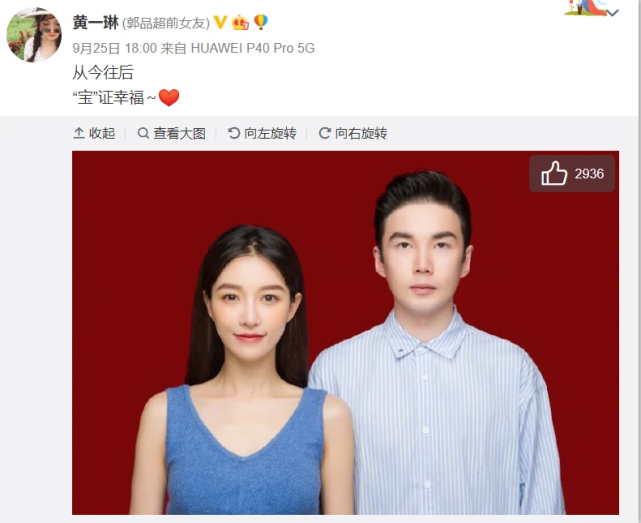 黄一琳 (郭品超前女友)
9月25日 18:00 来自 HUAWEI P40 Pro 5G
从今往后
“宝”证幸福~
收起 查看大图 向左旋转 向右旋转
2936